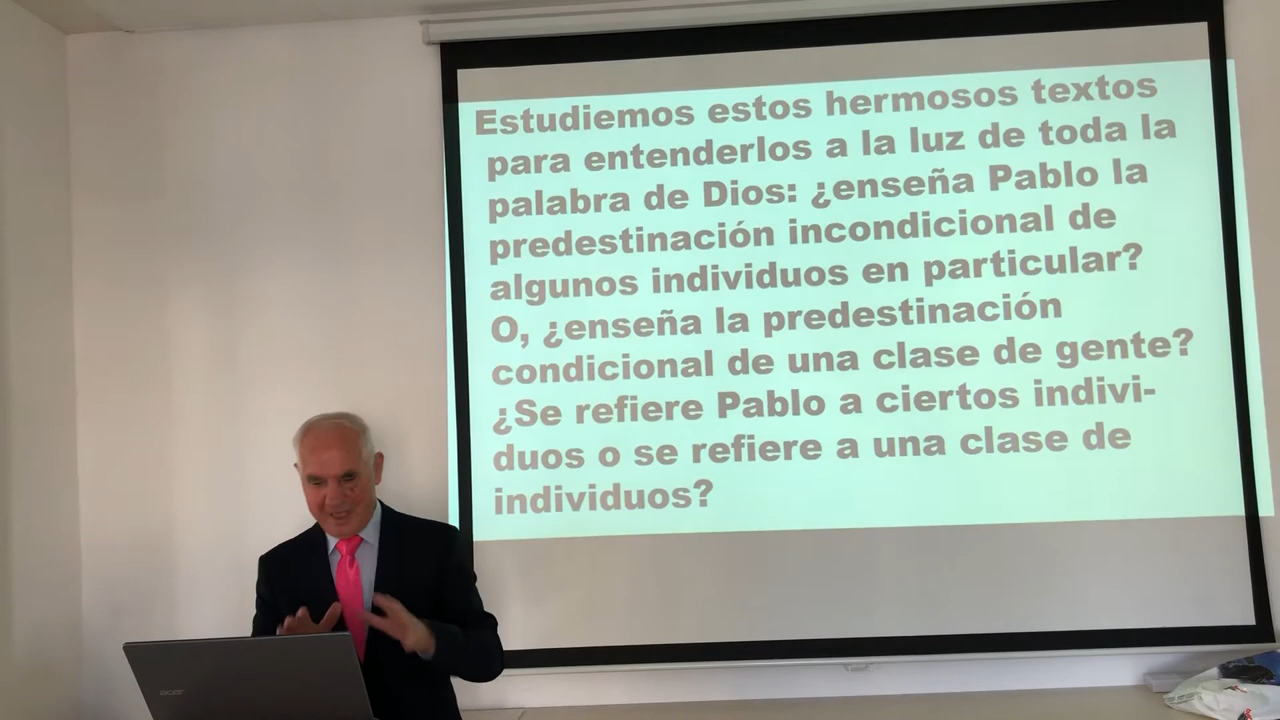 Estudiemos estos hermosos textos
para entenderlos a la luz de toda la
palabra de Dios: ¿enseña Pablo la
predestinación incondicional de
algunos individuos en particular?
O, ¿enseña la predestinación
condicional de una clase de gente?
¿Se refiere Pablo a ciertos indivi-
duos o se refiere a una clase de
individuos?
acer